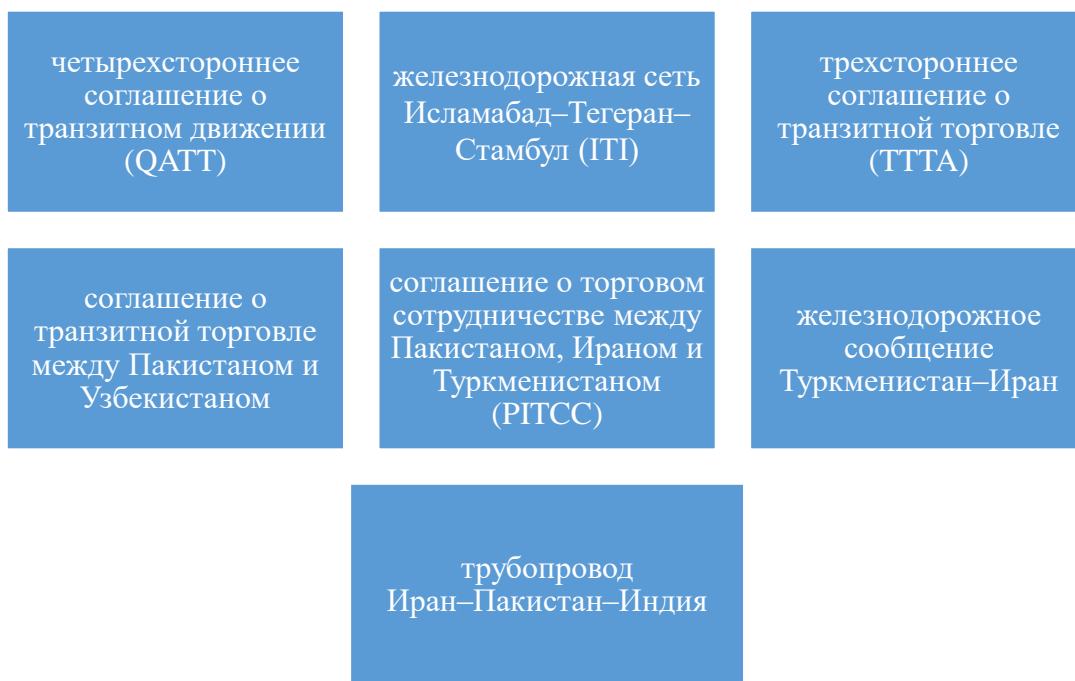 четырехстороннее
соглашение о
транзитном движении
(QATT)
железнодорожная сеть
Исламабад–Тегеран–
Стамбул (ITI)
трехстороннее
соглашение о
транзитной торговле
(TTTA)
соглашение о
транзитной торговле
между Пакистаном и
Узбекистаном
соглашение о торговом
сотрудничестве между
Пакистаном, Ираном и
Туркменистаном
(PITCC)
железнодорожное
сообщение
Туркменистан–Иран
трубопровод
Иран–Пакистан–Индия